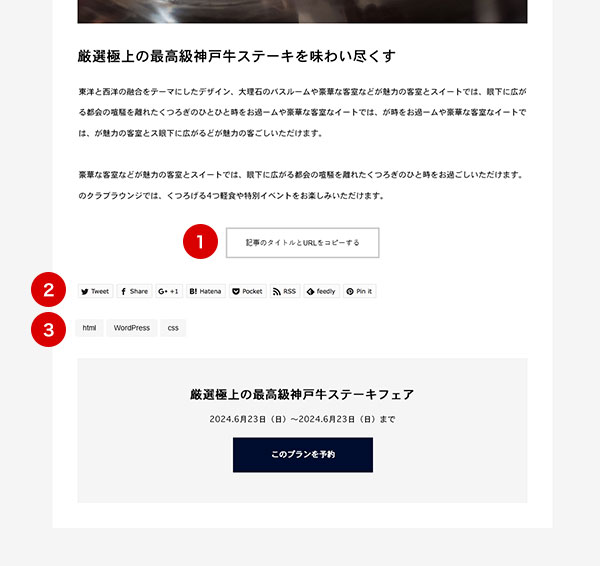 厳選極上の最高級神戸牛ステーキを味わい尽くす
東洋と西洋の融合をテーマにしたデザイン、大理石のバスルームや豪華な客室などが魅力の客室とスイートでは、眼下に広が
る都会の喧騒を離れたくつろぎのひとひと時をお過ームや豪華な客室なイートでは、が時をお過ームや豪華な客室なイートで
は、が魅力の客室とス眼下に広がるどが魅力の客ごしいただけます。
豪華な客室などが魅力の客室とスイートでは、眼下に広がる都会の喧騒を離れたくつろぎのひと時をお過ごしいただけます。
のクラブラウンジでは、くつろげる4つ軽食や特別イベントをお楽しみいただけます。
1 記事のタイトルとURLをコピーする
2 Tweet Share G+ +1 B! Hatena Pocket RSS feedly Pin it
3 html WordPress css
厳選極上の最高級神戸牛ステーキフェア
2024.6月23日（日）〜2024.6月23日（日）まで
このプランを予約